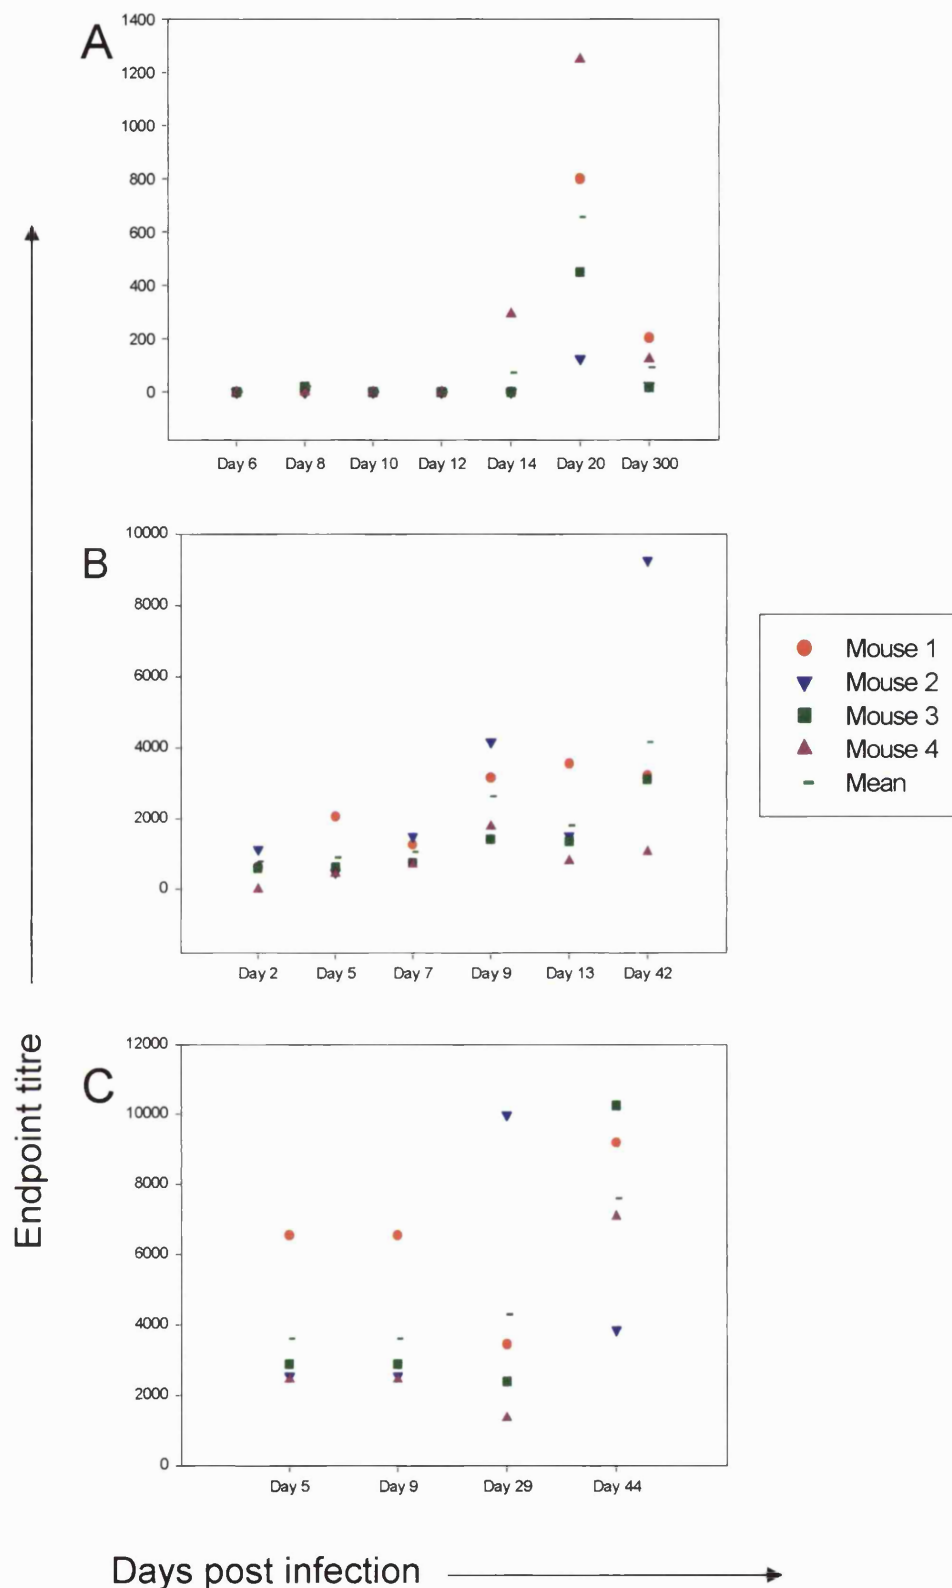 A
1400
1200
1000
800
600
400
200
0
Day 6 Day 8 Day 10 Day 12 Day 14 Day 20 Day 300
B
10000
8000
6000
4000
2000
0
Day 2 Day 5 Day 7 Day 9 Day 13 Day 42
Mouse 1
Mouse 2
Mouse 3
Mouse 4
Mean
C
12000
10000
8000
6000
4000
2000
0
Day 5 Day 9 Day 29 Day 44
Endpoint titre
Days post infection